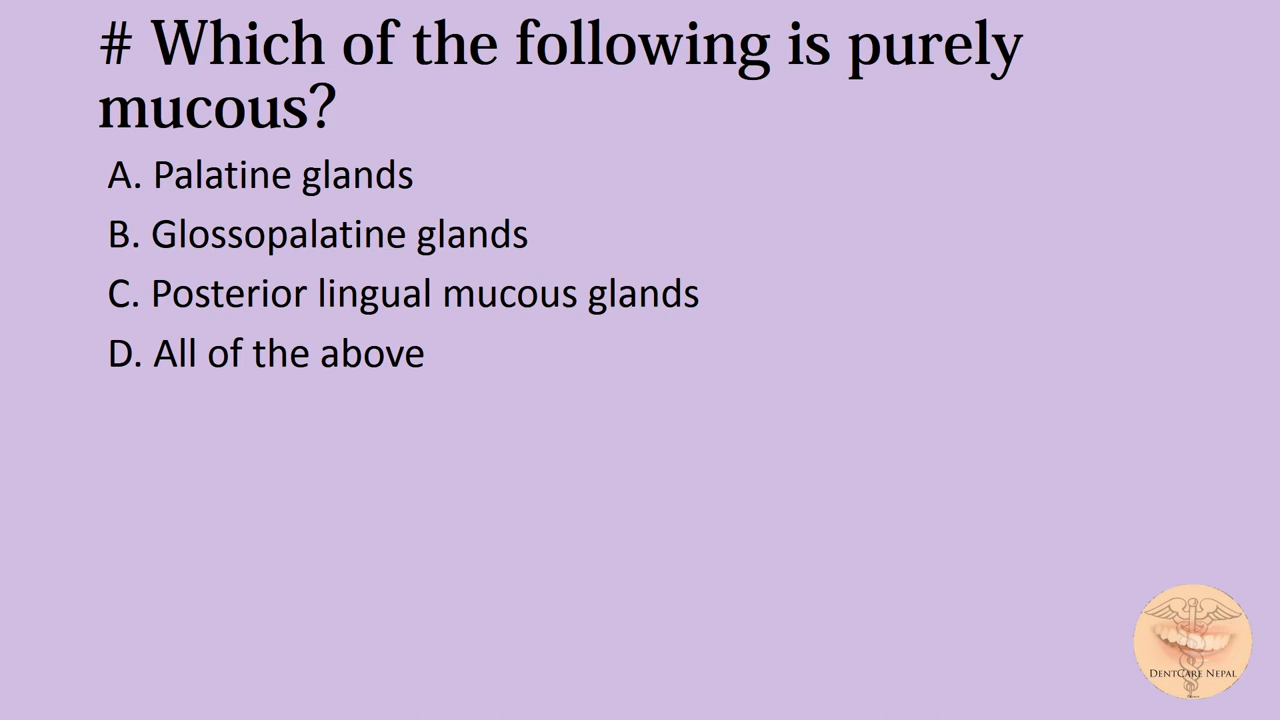 # Which of the following is purely
mucous?
A. Palatine glands
B. Glossopalatine glands
C. Posterior lingual mucous glands
D. All of the above
DENTCARE NEPAL